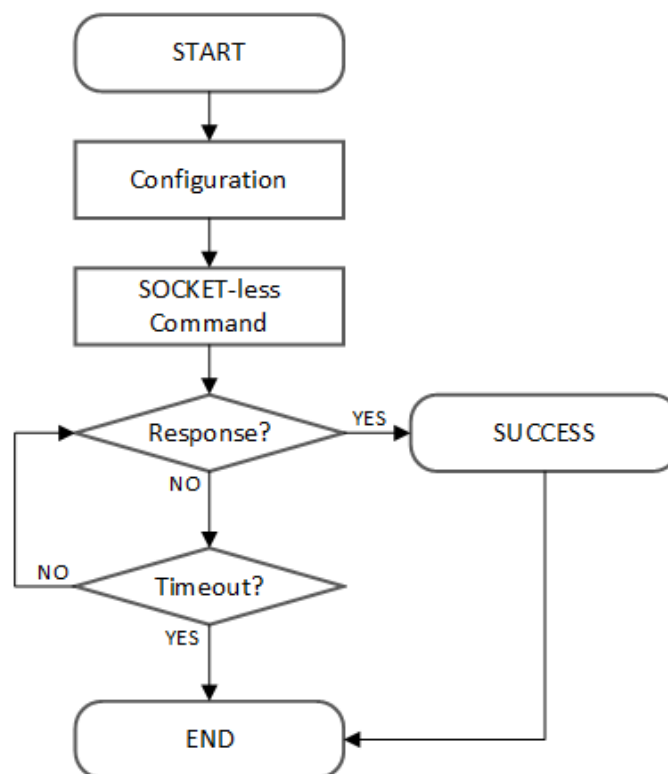 START
Configuration
SOCKET-less
Command
Response?
YES
SUCCESS
NO
NO
Timeout?
YES
END